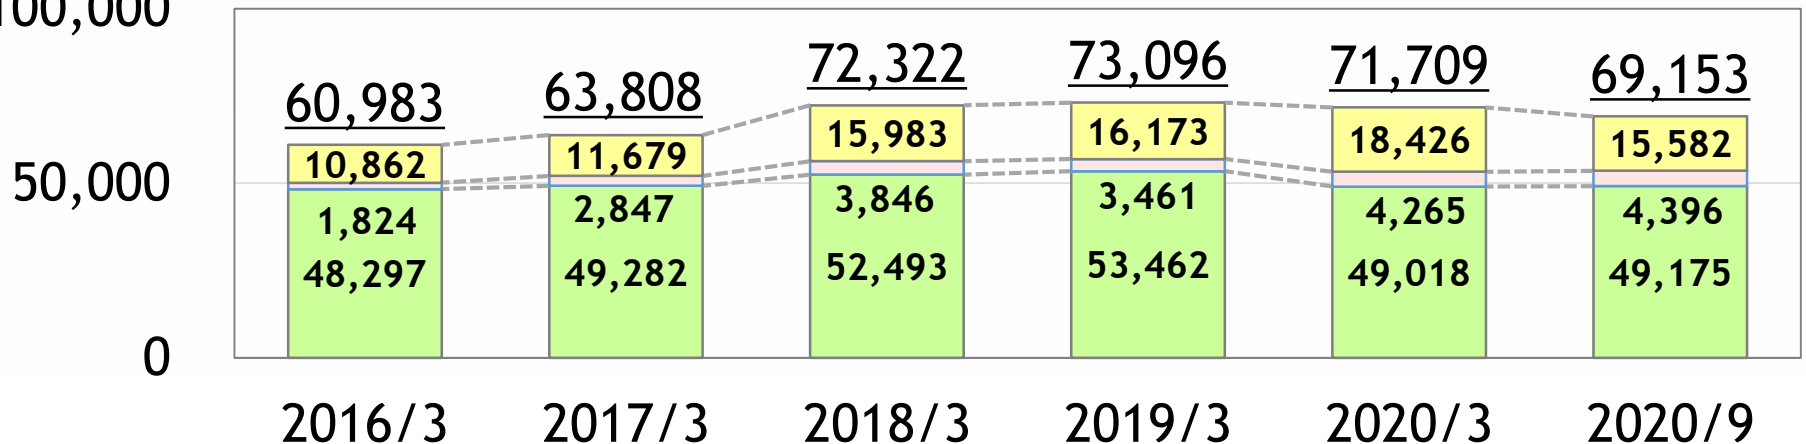 100,000
72,322 73,096 71,709 69,153
60,983 63,808
15,983 16,173 18,426 15,582
10,862 11,679
50,000
1,824 2,847 3,846 3,461 4,265 4,396
48,297 49,282 52,493 53,462 49,018 49,175
0
2016/3 2017/3 2018/3 2019/3 2020/3 2020/9